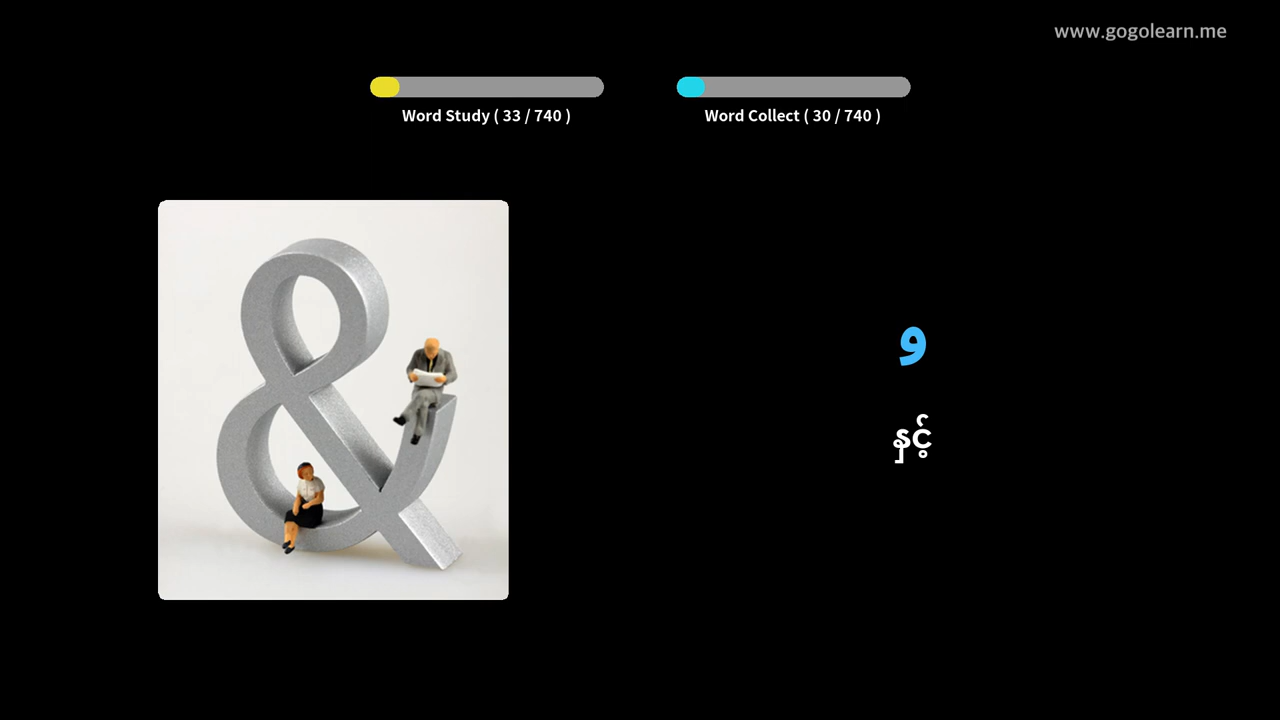 www.gogolearn.me
Word Study ( 33 / 740 )
Word Collect ( 30 / 740 )
&
و
နှင့်